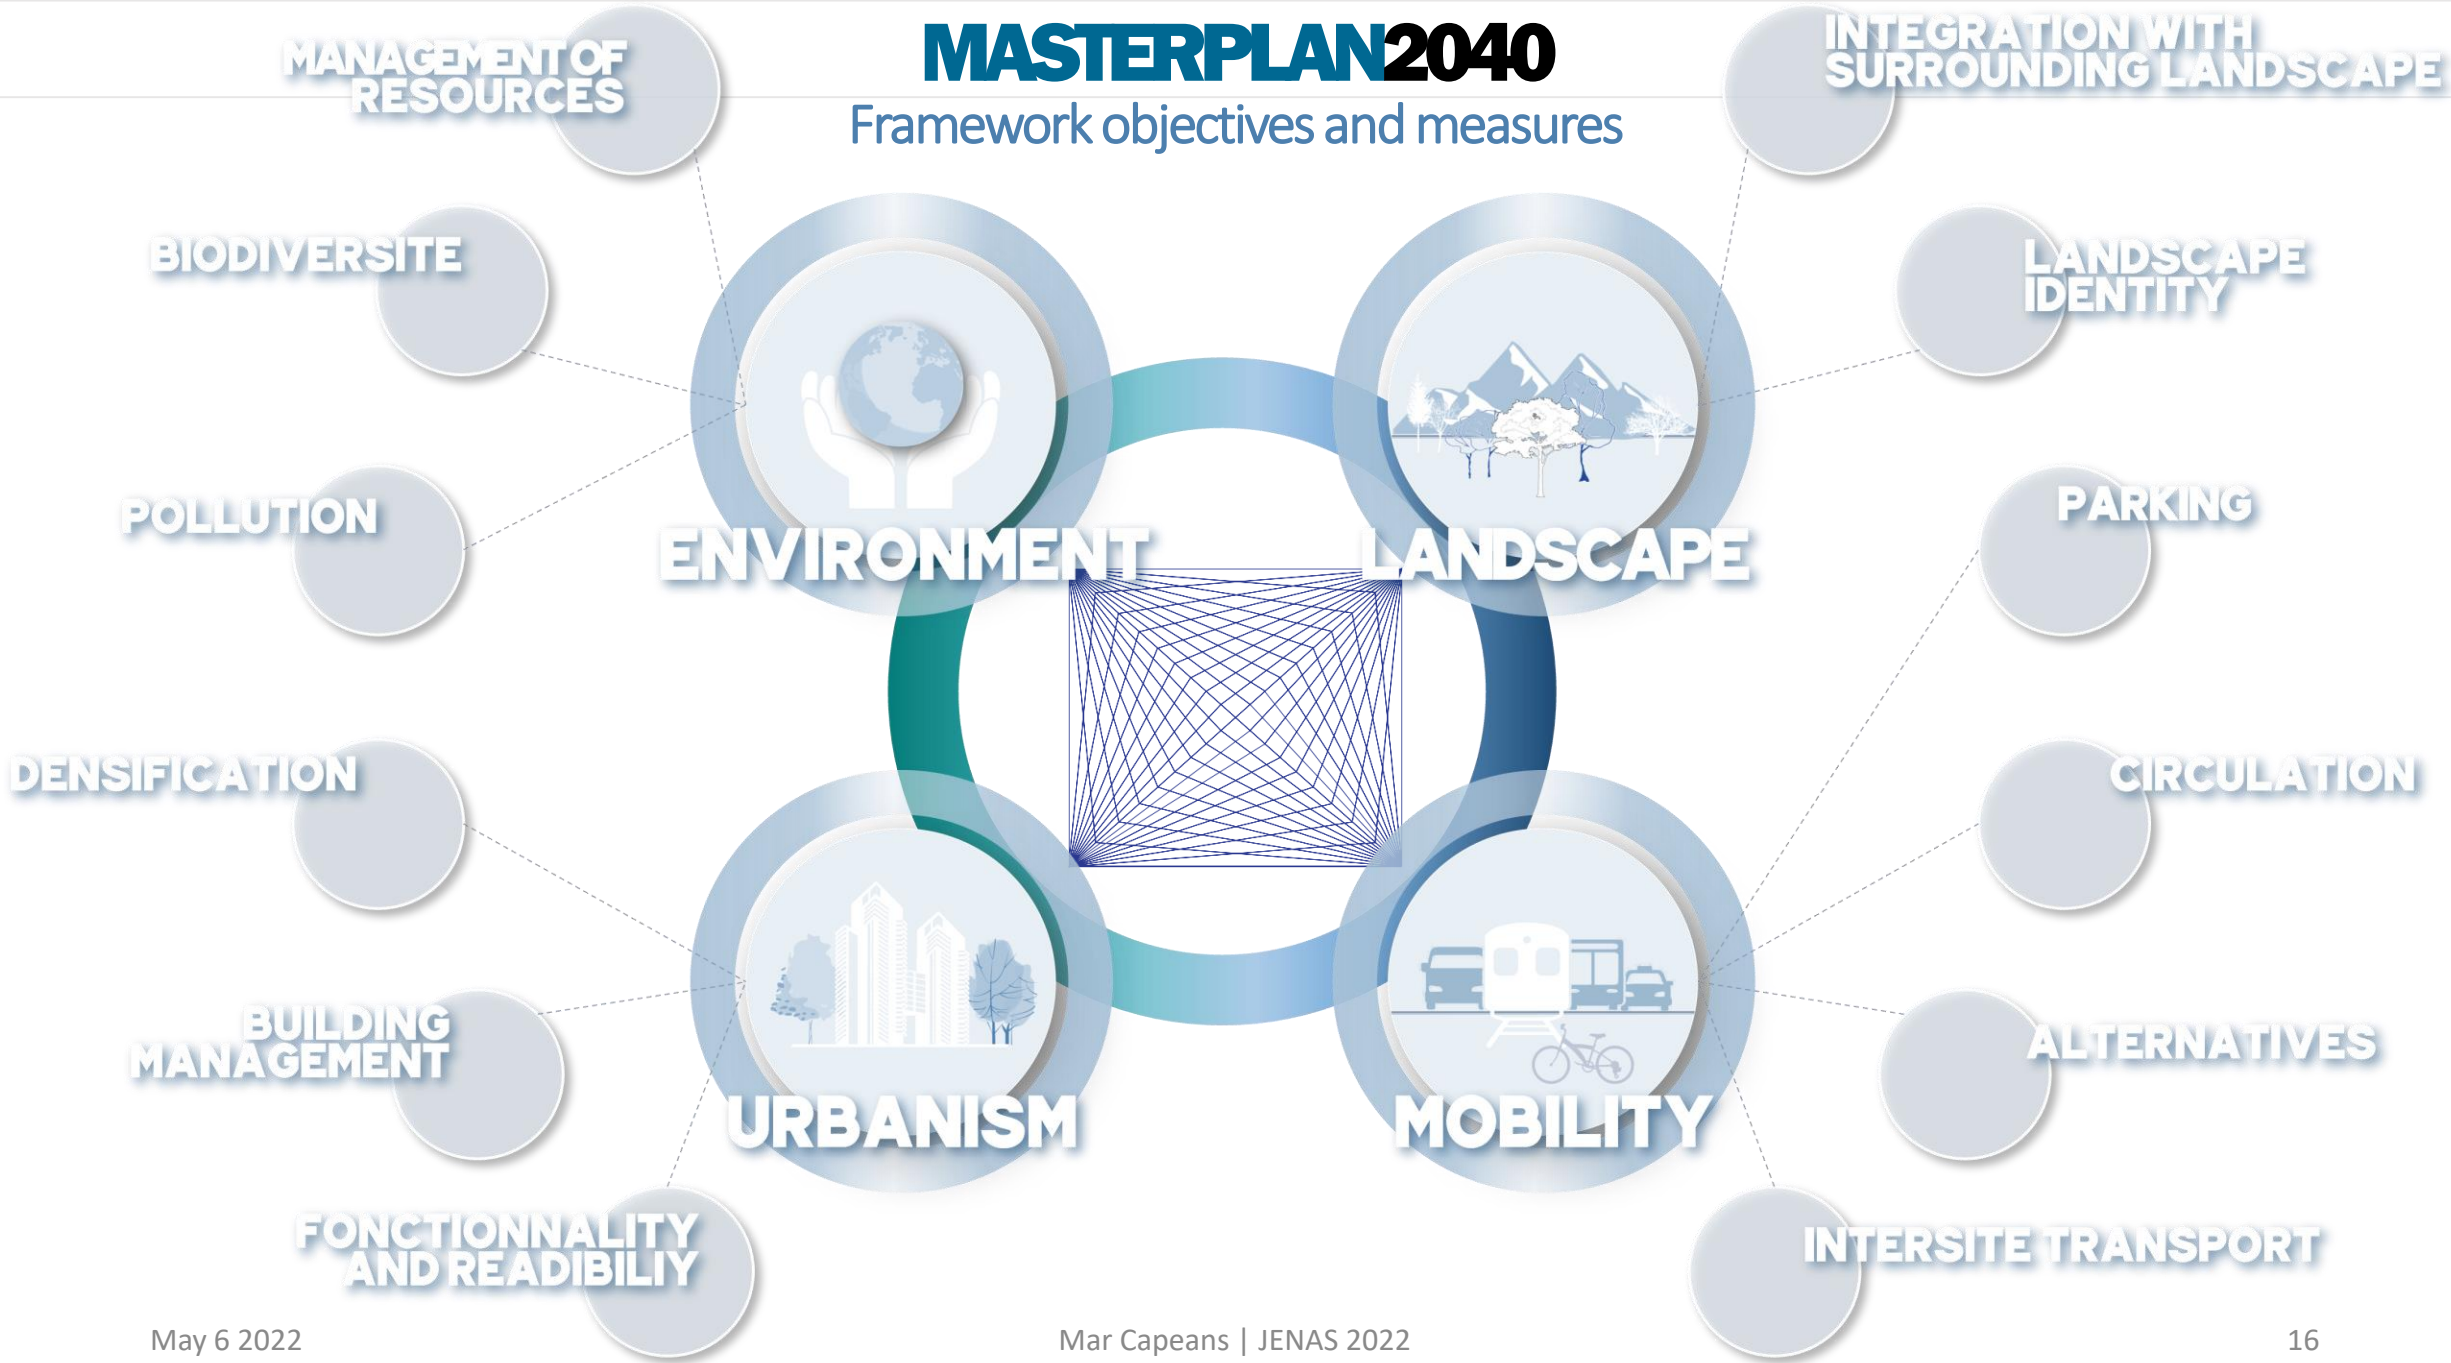 MASTERPLAN2040
Framework objectives and measures
MANAGEMENT OF
RESOURCES
BIODIVERSITE
POLLUTION
ENVIRONMENT
INTEGRATION WITH
SURROUNDING LANDSCAPE
LANDSCAPE
IDENTITY
LANDSCAPE
DENSIFICATION
BUILDING
MANAGEMENT
FONCTIONNALITY
AND READIBILIY
URBANISM
PARKING
CIRCULATION
ALTERNATIVES
INTERSITE TRANSPORT
MOBILITY
May 6 2022
Mar Capeans | JENAS 2022
16